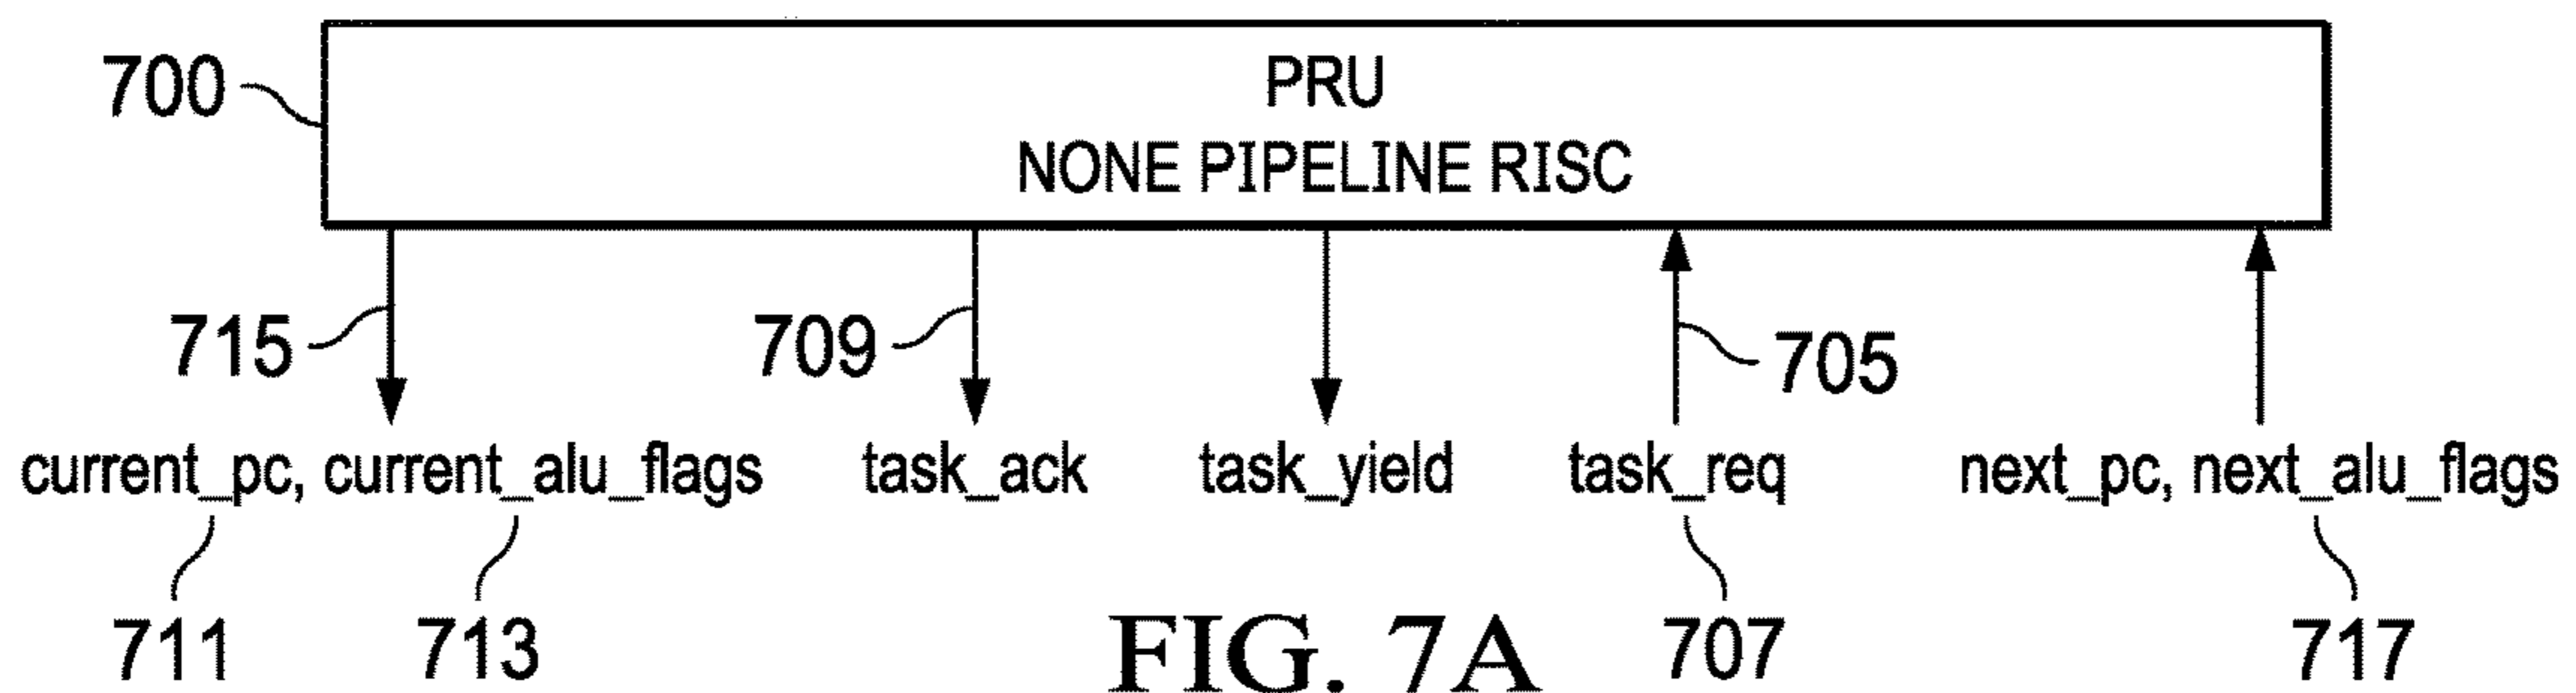 700
PRU
NONE PIPELINE RISC
715
709
705
current_pc, current_alu_flags
task_ack
task_yield
task_req
next_pc, next_alu_flags
711
713
707
717
FIG. 7A